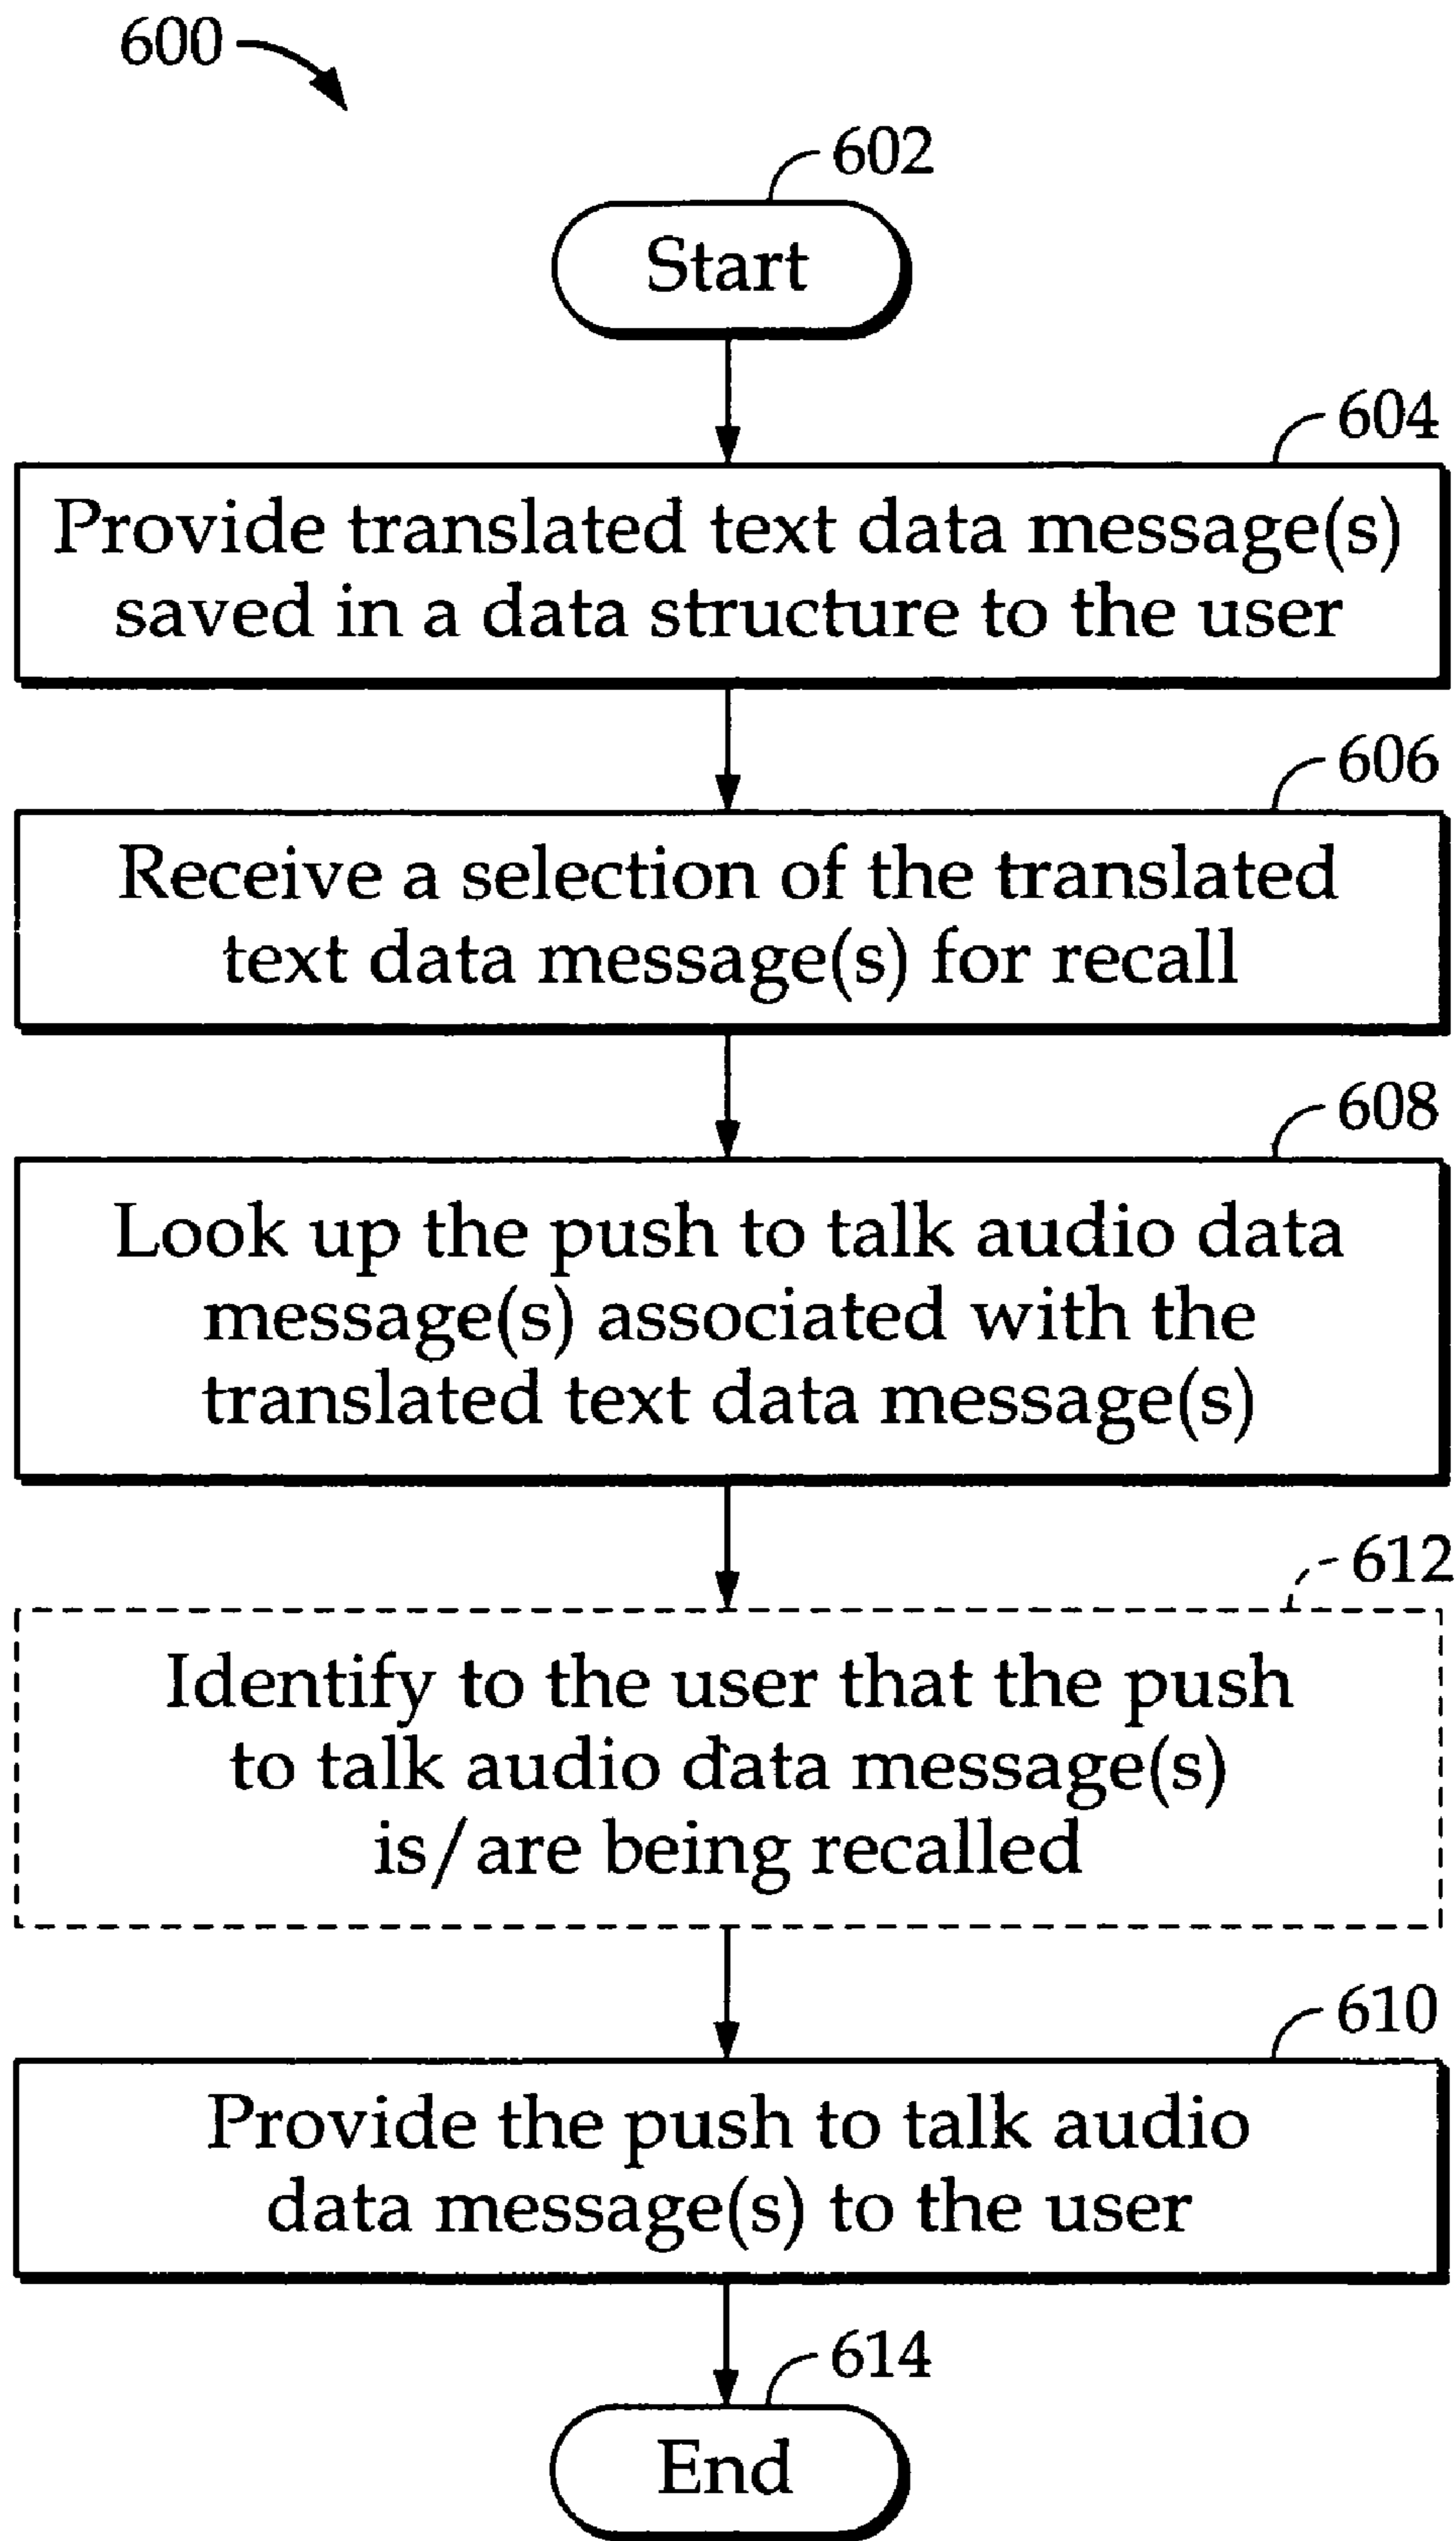 600
602
Start
604
Provide translated text data message(s)
saved in a data structure to the user
606
Receive a selection of the translated
text data message(s) for recall
608
Look up the push to talk audio data
message(s) associated with the
translated text data message(s)
612
Identify to the user that the push
to talk audio data message(s)
is/are being recalled
610
Provide the push to talk audio
data message(s) to the user
614
End